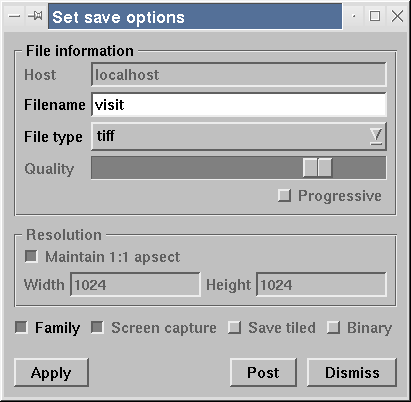 Set save options
File information
Host localhost
Filename visit
File type tiff
Quality
Progressive
Resolution
Maintain 1:1 apsect
Width 1024 Height 1024
Family Screen capture Save tiled Binary
Apply Post Dismiss